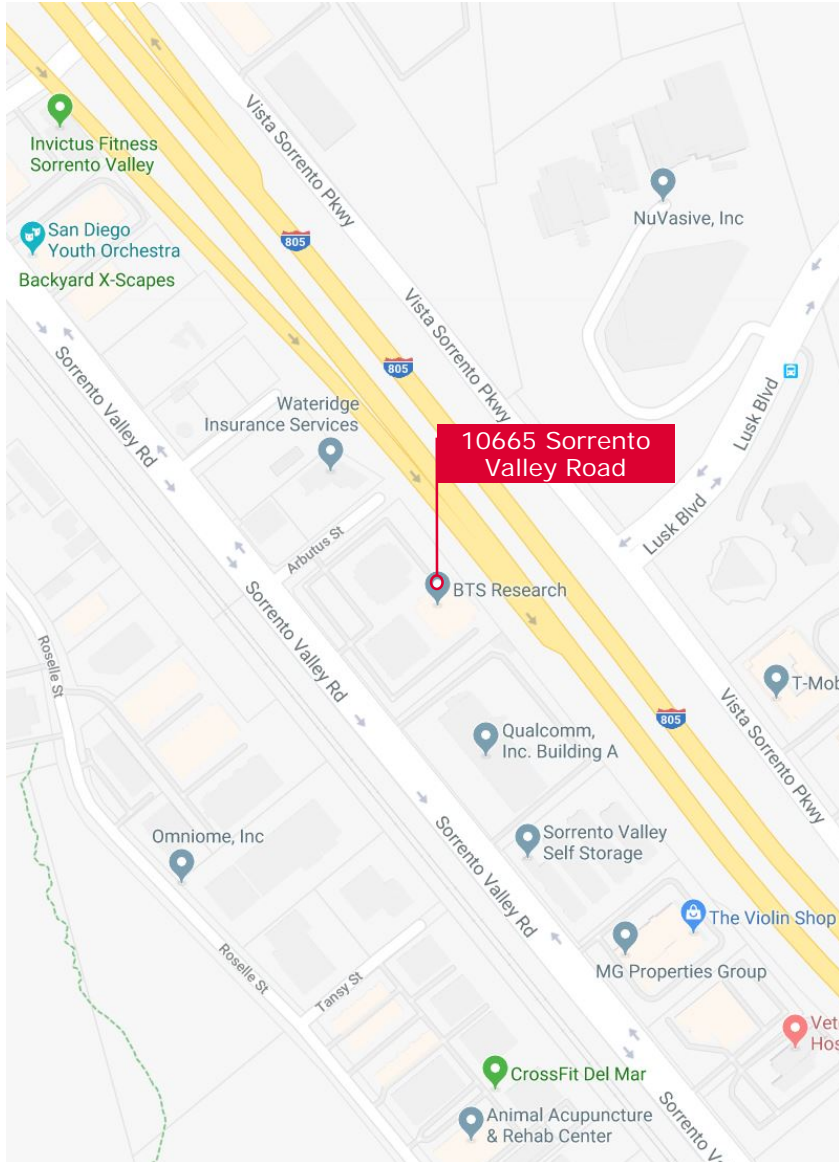 Vista Sorrento Pkwy
Invictus Fitness
Sorrento Valley
NuVasive, Inc
San Diego
Youth Orchestra
805
Backyard X-Scapes
Vista Sorrento Pkwy
Sorrento Valley Rd
805
Lusk Blvd
Wateridge
Insurance Services
10665 Sorrento
Valley Road
Lusk Blvd
Arbutus St
BTS Research
Sorrento Valley Rd
Roselle St
T-Mob
805
Vista Sorrento Pkwy
Qualcomm,
Inc. Building A
Omniome, Inc
Sorrento Valley
Self Storage
Sorrento Valley Rd
The Violin Shop
MG Properties Group
Roselle St
Tansy St
Vet
Hos
CrossFit Del Mar
Animal Acupuncture
& Rehab Center
Sorrento Va